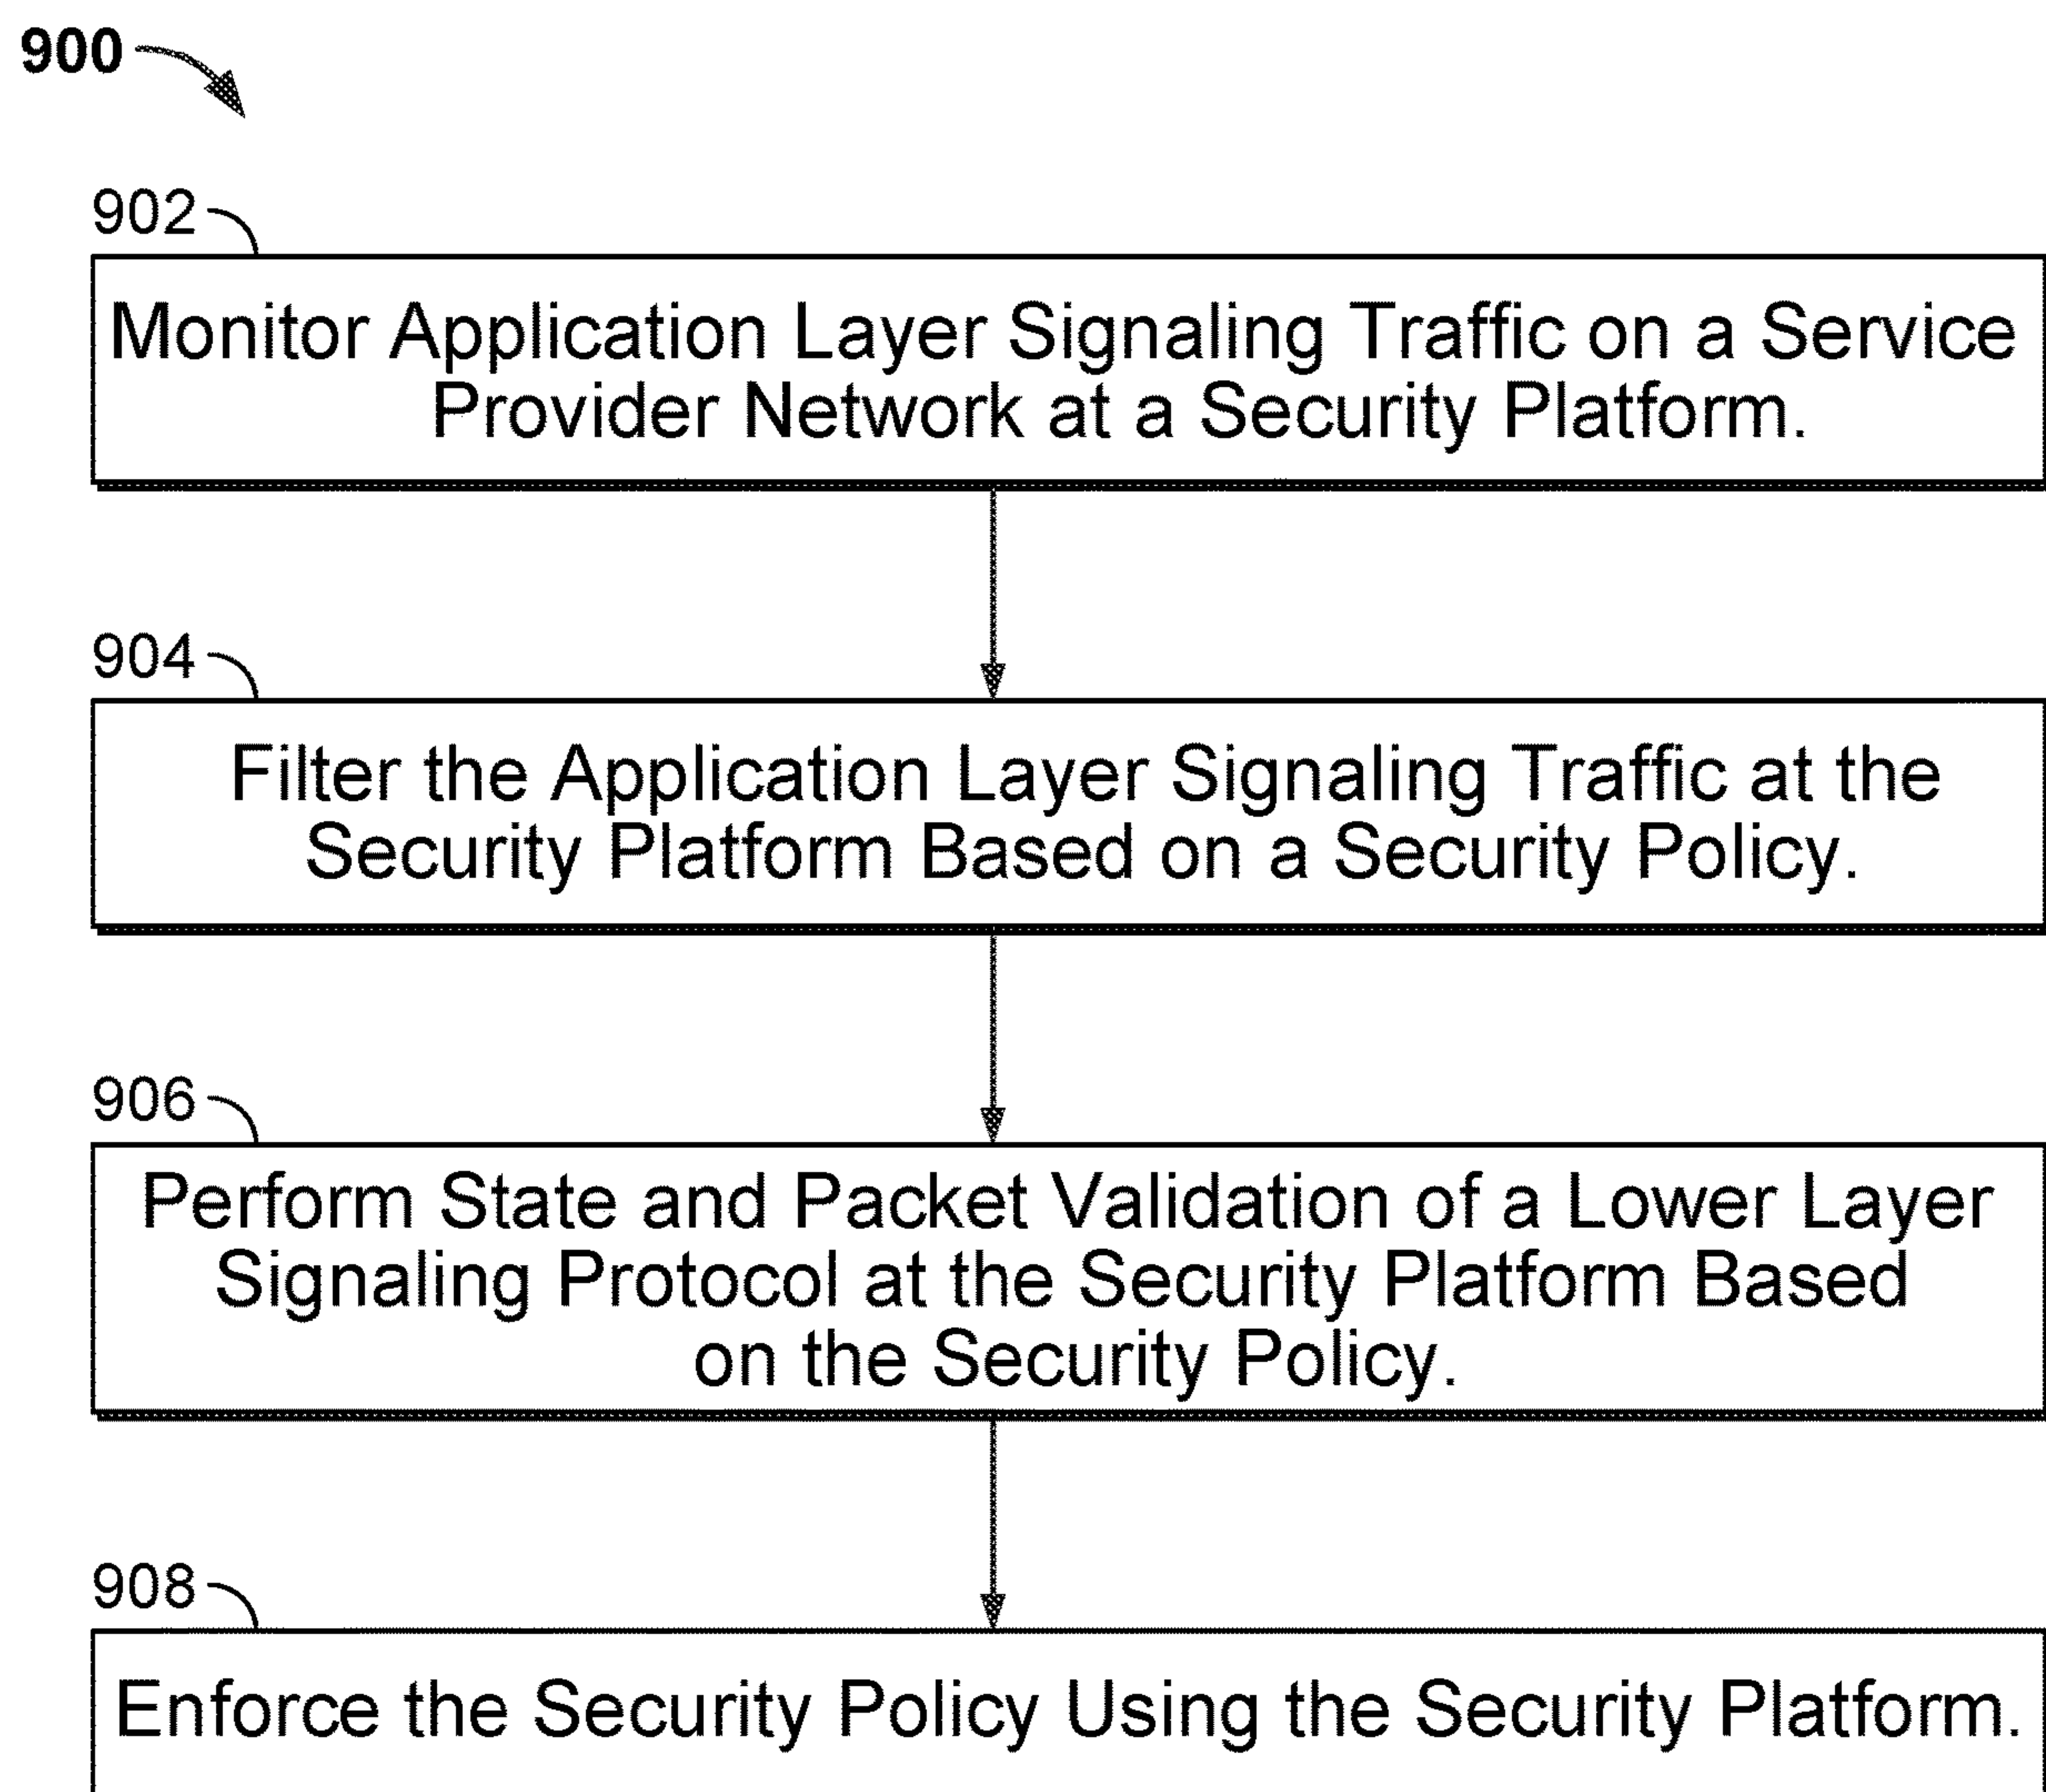 900
902
Monitor Application Layer Signaling Traffic on a Service
Provider Network at a Security Platform.
904
Filter the Application Layer Signaling Traffic at the
Security Platform Based on a Security Policy.
906
Perform State and Packet Validation of a Lower Layer
Signaling Protocol at the Security Platform Based
on the Security Policy.
908
Enforce the Security Policy Using the Security Platform.